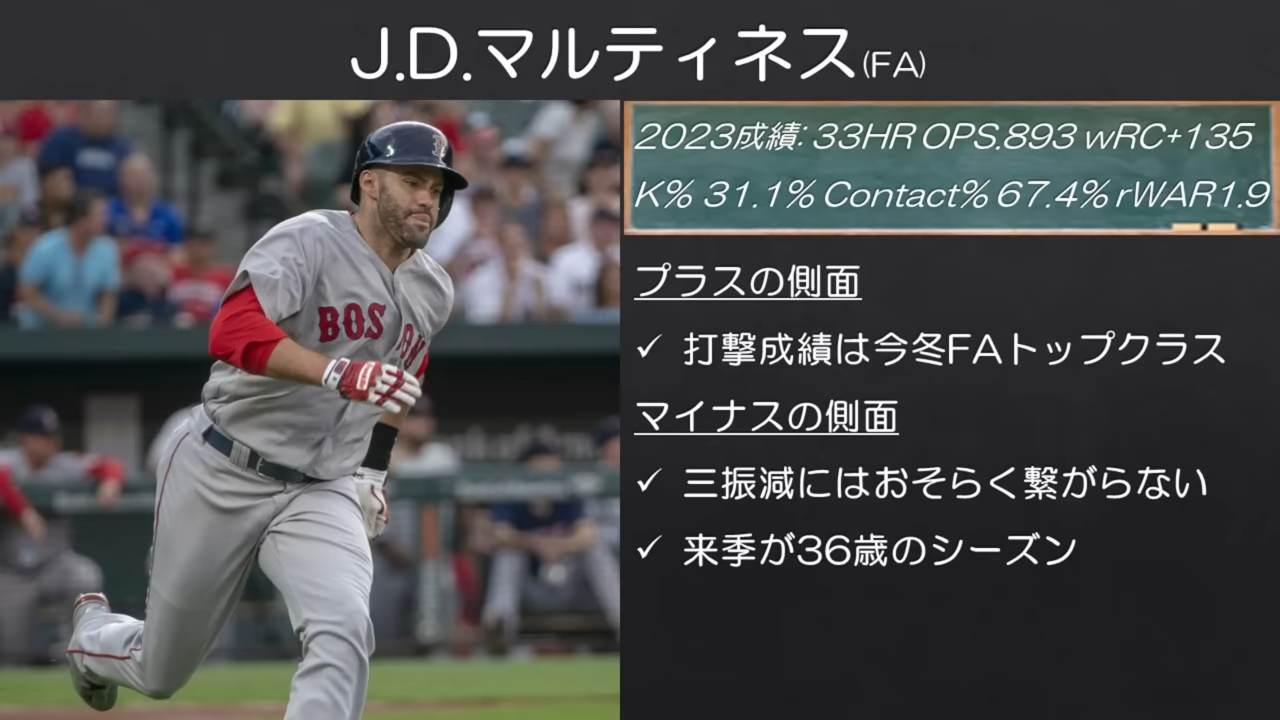 J.D.マルティネス(FA)
2023成績: 33HR OPS.893 wRC+135
K% 31.1% Contact% 67.4% rWAR1.9
プラスの側面
✓ 打撃成績は今冬FAトップクラス
マイナスの側面
✓ 三振減にはおそらく繋がらない
✓ 来季が36歳のシーズン
BOSTON